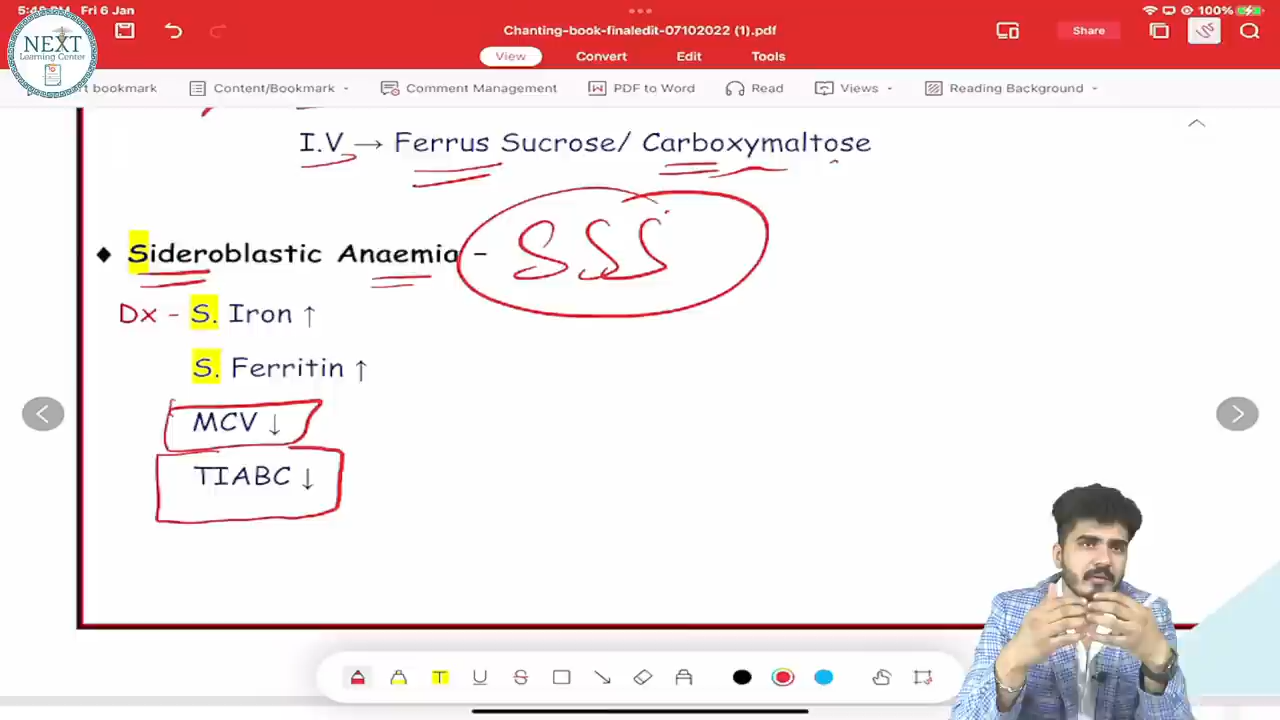 5:48 PM Fri 6 Jan
100%
NEXT
Learning Center
Chanting-book-finaledit-07102022 (1).pdf
Share
View
Convert
Edit
Tools
bookmark
Content/Bookmark
Comment Management
PDF to Word
Read
Views
Reading Background
I.V → Ferrus Sucrose/ Carboxymaltose
◆ Sideroblastic Anaemia -
SSS
Dx - S. Iron ↑
S. Ferritin ↑
MCV ↓
TIABC ↓
T
U
S